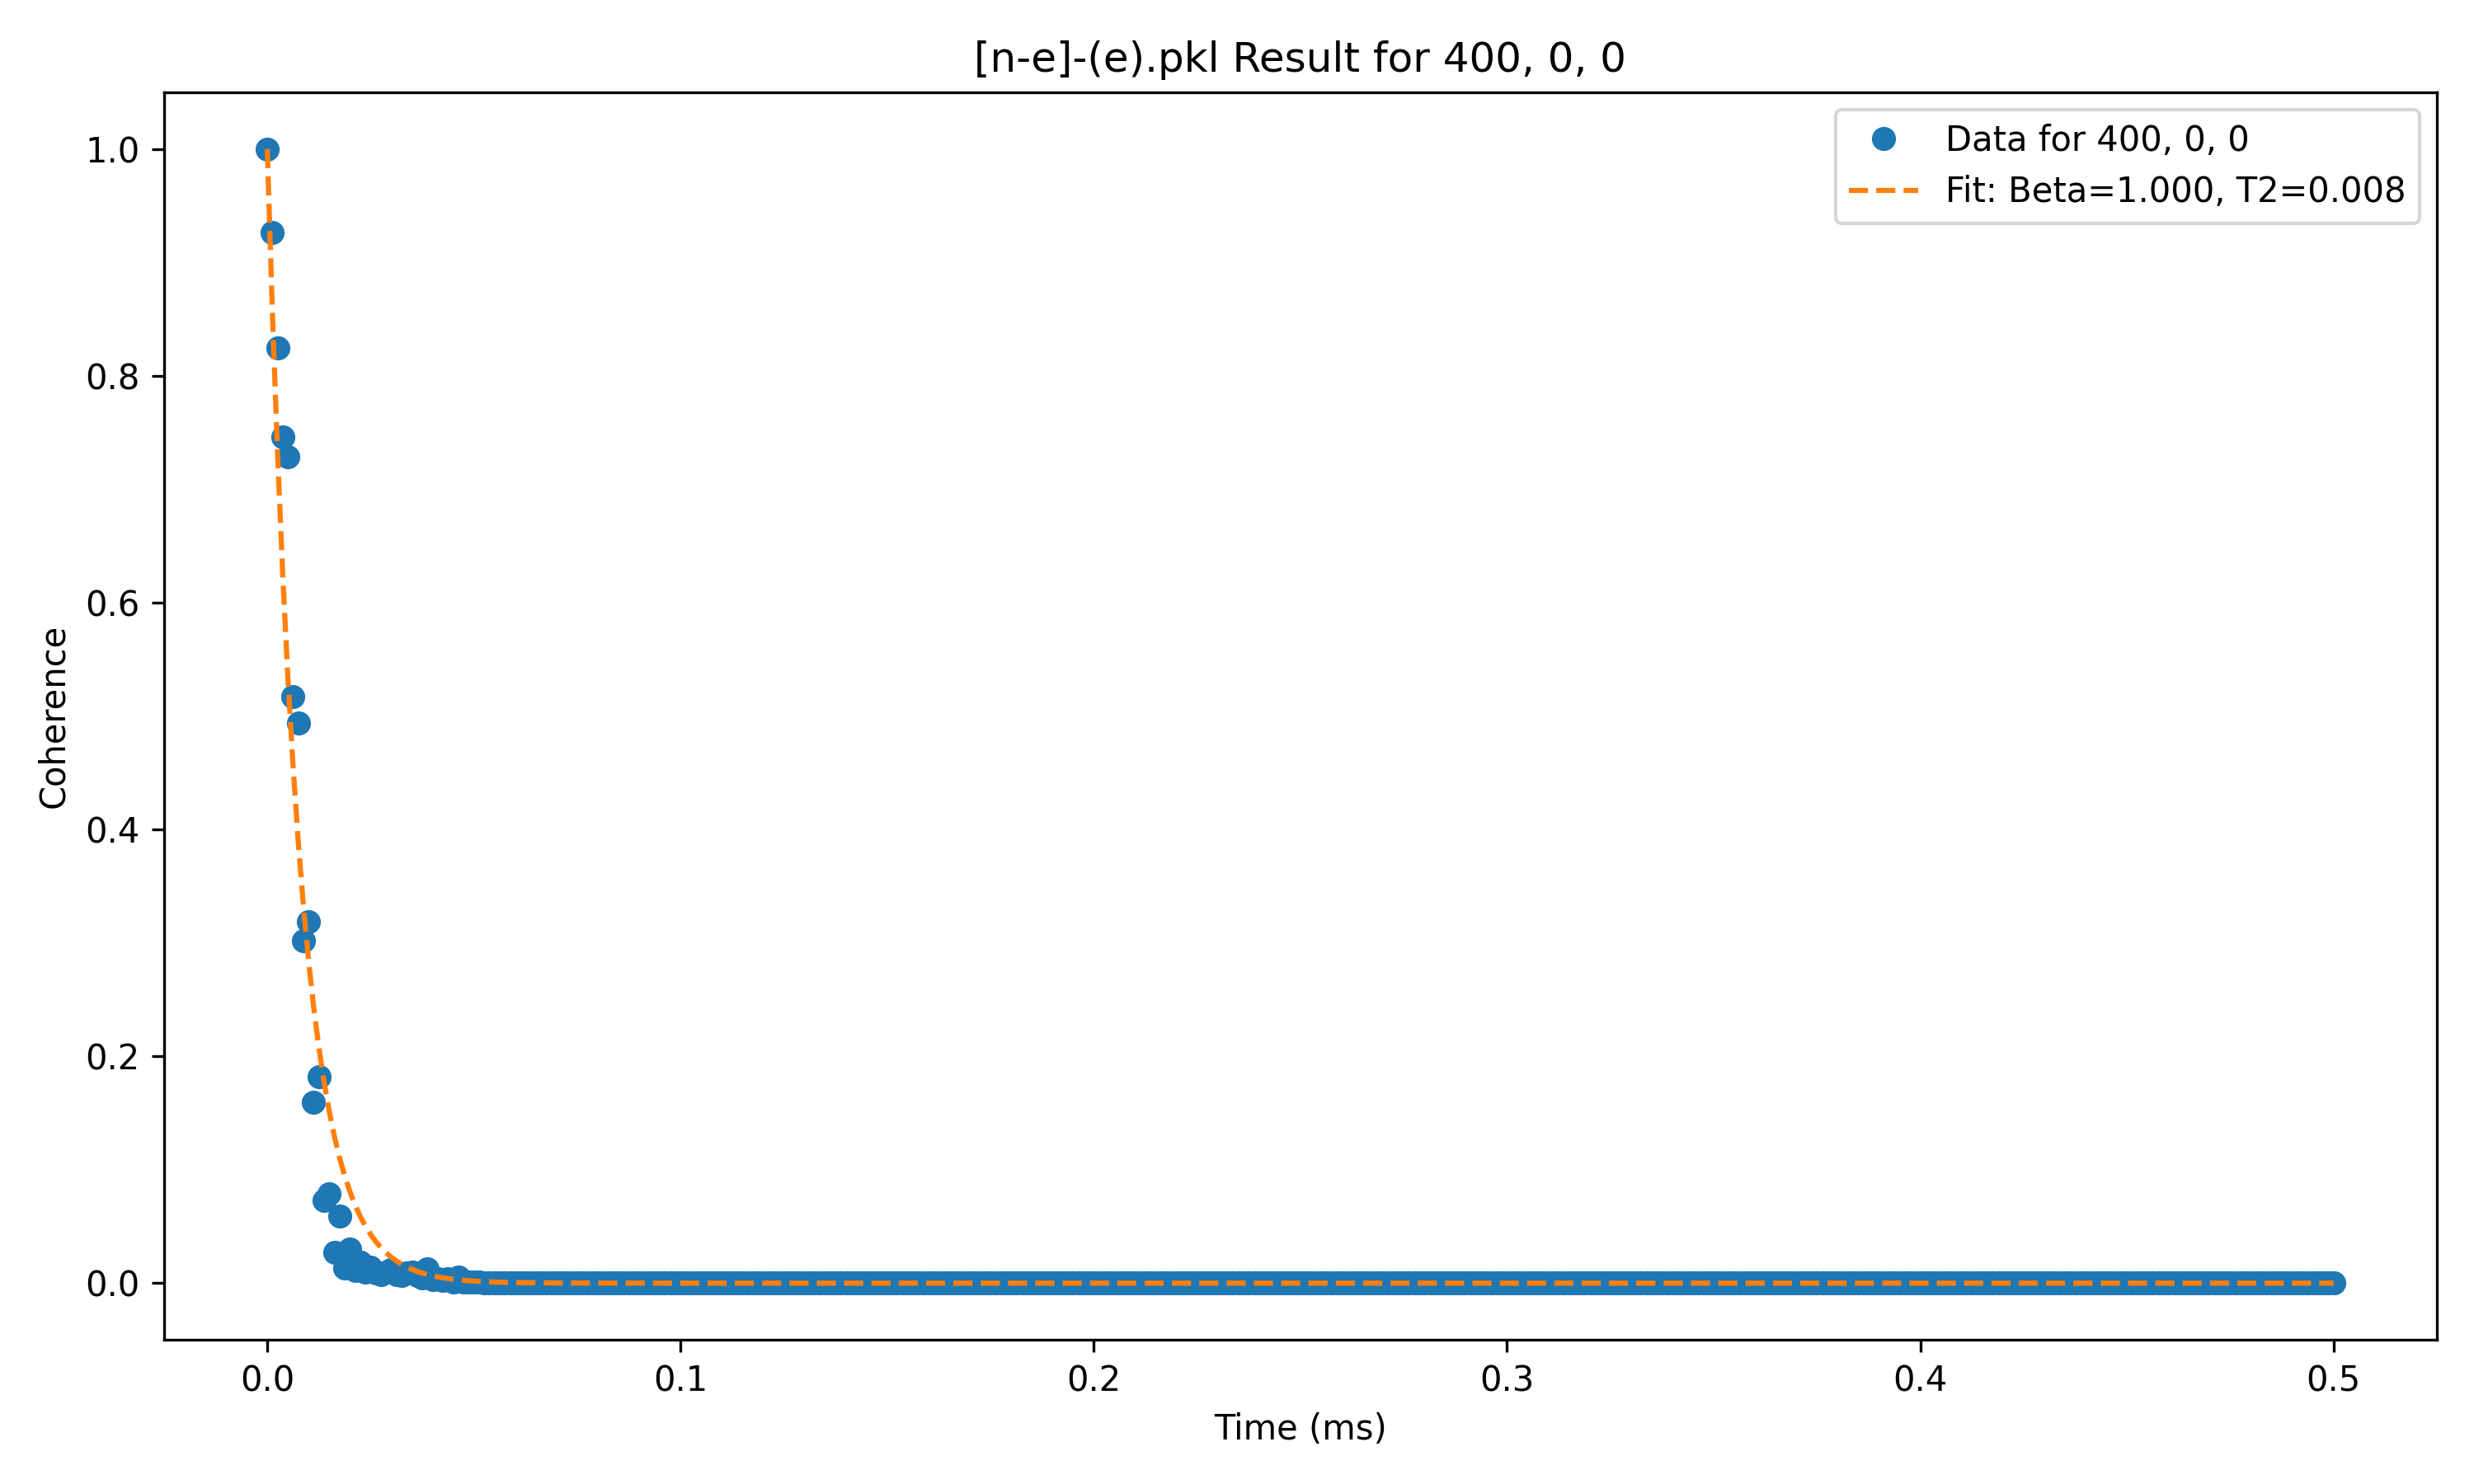 [n-e]-(e).pkl Result for 400, 0, 0
Data for 400, 0, 0
Fit: Beta=1.000, T2=0.008
1.0
0.8
0.6
0.4
0.2
0.0
Coherence
0.0 0.1 0.2 0.3 0.4 0.5
Time (ms)